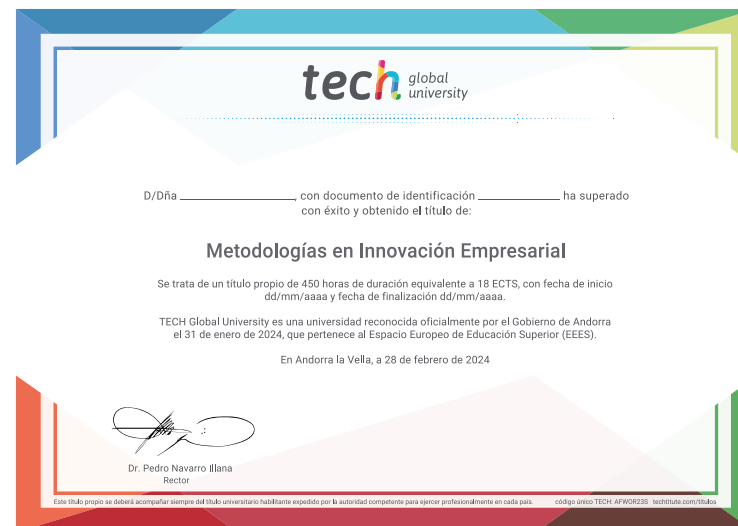 tech global university
D/Dña ____________, con documento de identificación ____________ ha superado
con éxito y obtenido el título de:
Metodologías en Innovación Empresarial
Se trata de un título propio de 450 horas de duración equivalente a 18 ECTS, con fecha de inicio
dd/mm/aaaa y fecha de finalización dd/mm/aaaa.
TECH Global University es una universidad reconocida oficialmente por el Gobierno de Andorra
el 31 de enero de 2024, que pertenece al Espacio Europeo de Educación Superior (EEES).
En Andorra la Vella, a 28 de febrero de 2024
Dr. Pedro Navarro Illana
Rector
Este título propio se deberá acompañar siempre del título universitario habilitante expedido por la autoridad competente para ejercer profesionalmente en cada país. código único TECH: AFWOR23S techtitute.com/titulos